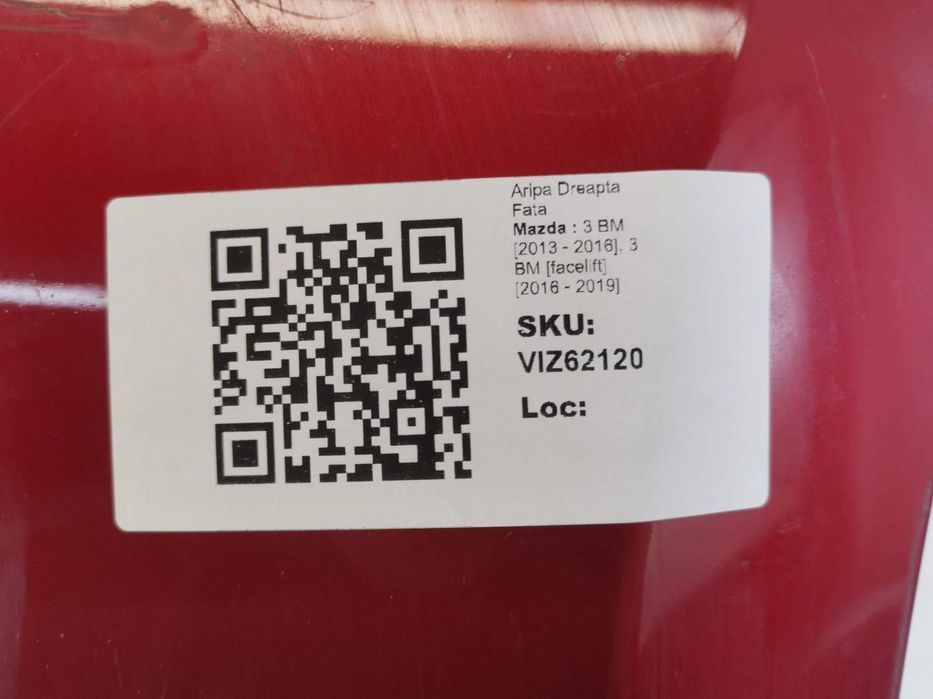 Aripa Dreapta
Fata
Mazda : 3 BM
[2013 - 2016], 3
BM [facelift]
[2016 - 2019]
SKU:
VIZ62120
Loc: